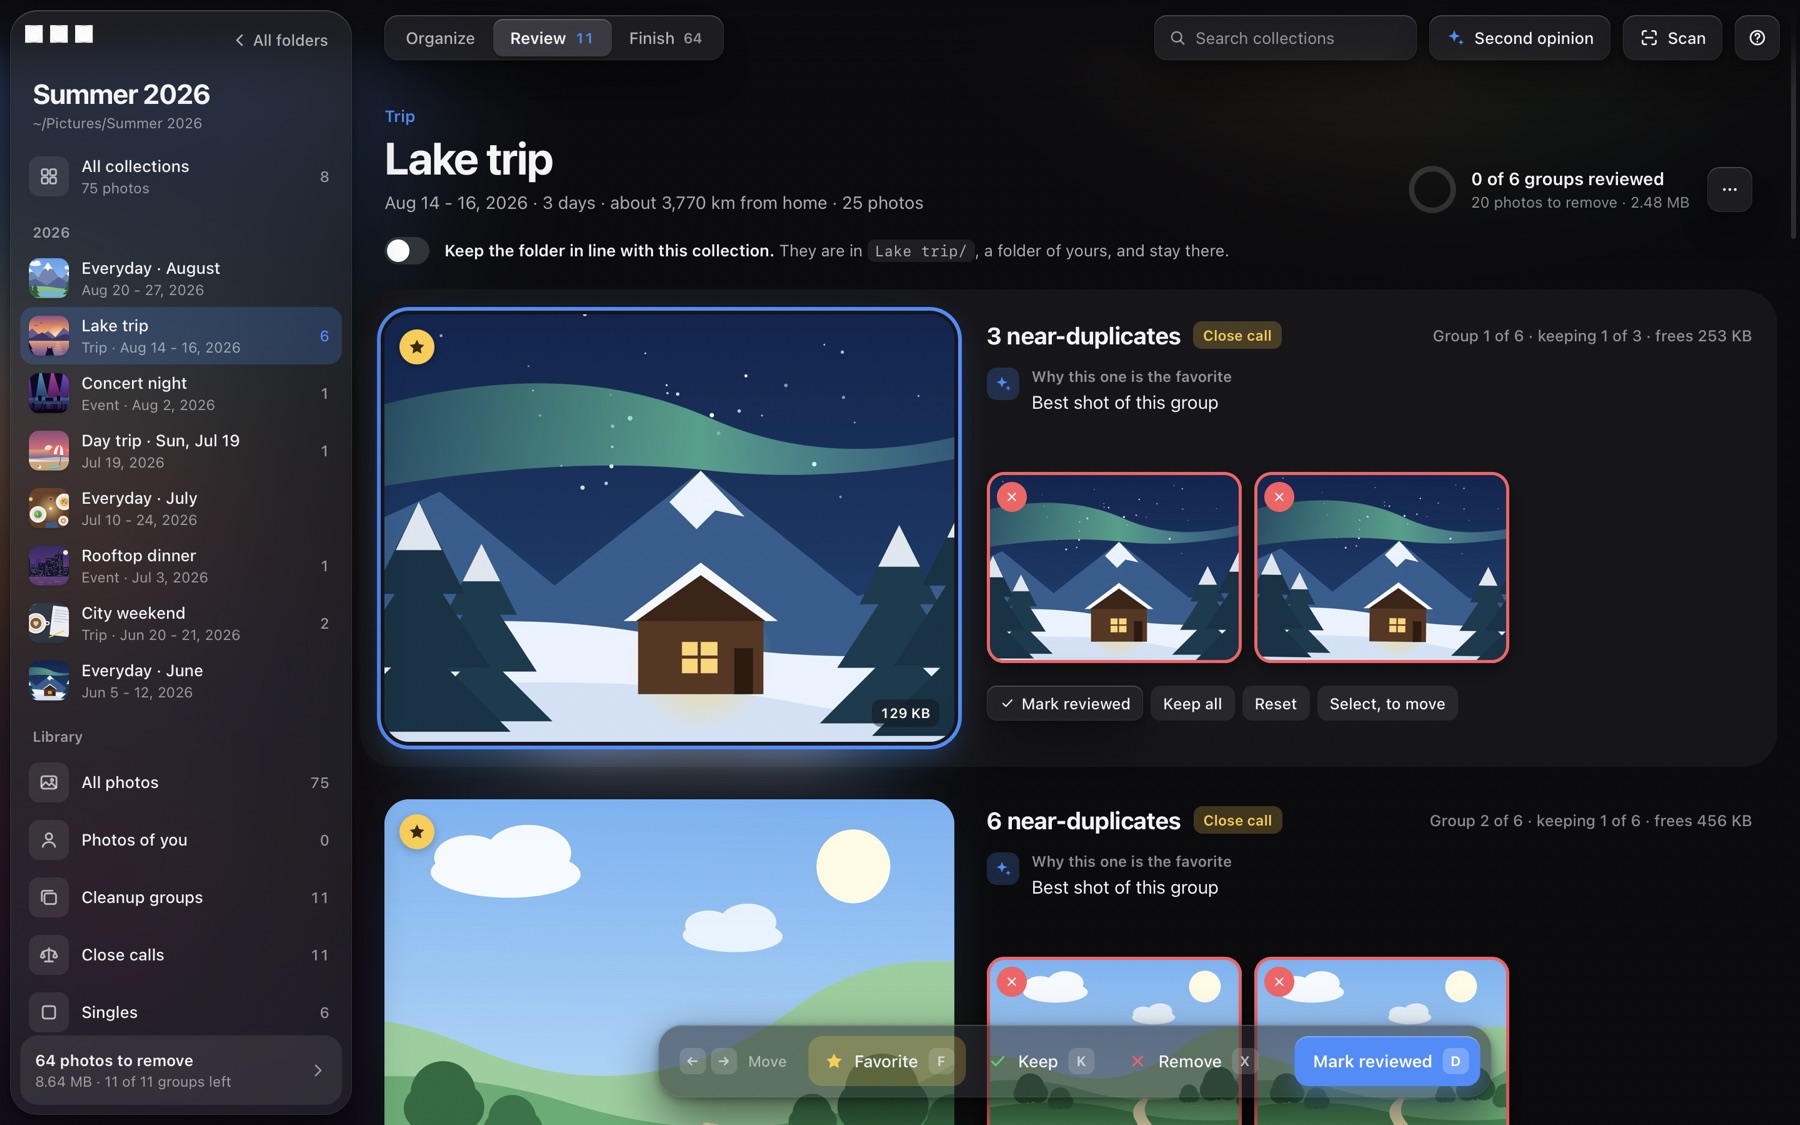 All folders
Summer 2026
~/Pictures/Summer 2026
All collections
75 photos
8
2026
Everyday · August
Aug 20 - 27, 2026
Lake trip
Trip · Aug 14 - 16, 2026
6
Concert night
Event · Aug 2, 2026
1
Day trip · Sun, Jul 19
Jul 19, 2026
1
Everyday · July
Jul 10 - 24, 2026
Rooftop dinner
Event · Jul 3, 2026
1
City weekend
Trip · Jun 20 - 21, 2026
2
Everyday · June
Jun 5 - 12, 2026
Library
All photos 75
Photos of you 0
Cleanup groups 11
Close calls 11
Singles 6
64 photos to remove
8.64 MB · 11 of 11 groups left
Organize Review 11 Finish 64
Search collections
Second opinion
Scan
Trip
Lake trip
Aug 14 - 16, 2026 · 3 days · about 3,770 km from home · 25 photos
0 of 6 groups reviewed
20 photos to remove · 2.48 MB
Keep the folder in line with this collection. They are in Lake trip/ , a folder of yours, and stay there.
129 KB
3 near-duplicates Close call Group 1 of 6 · keeping 1 of 3 · frees 253 KB
Why this one is the favorite
Best shot of this group
Mark reviewed Keep all Reset Select, to move
6 near-duplicates Close call Group 2 of 6 · keeping 1 of 6 · frees 456 KB
Why this one is the favorite
Best shot of this group
Move Favorite F Keep K Remove X Mark reviewed D